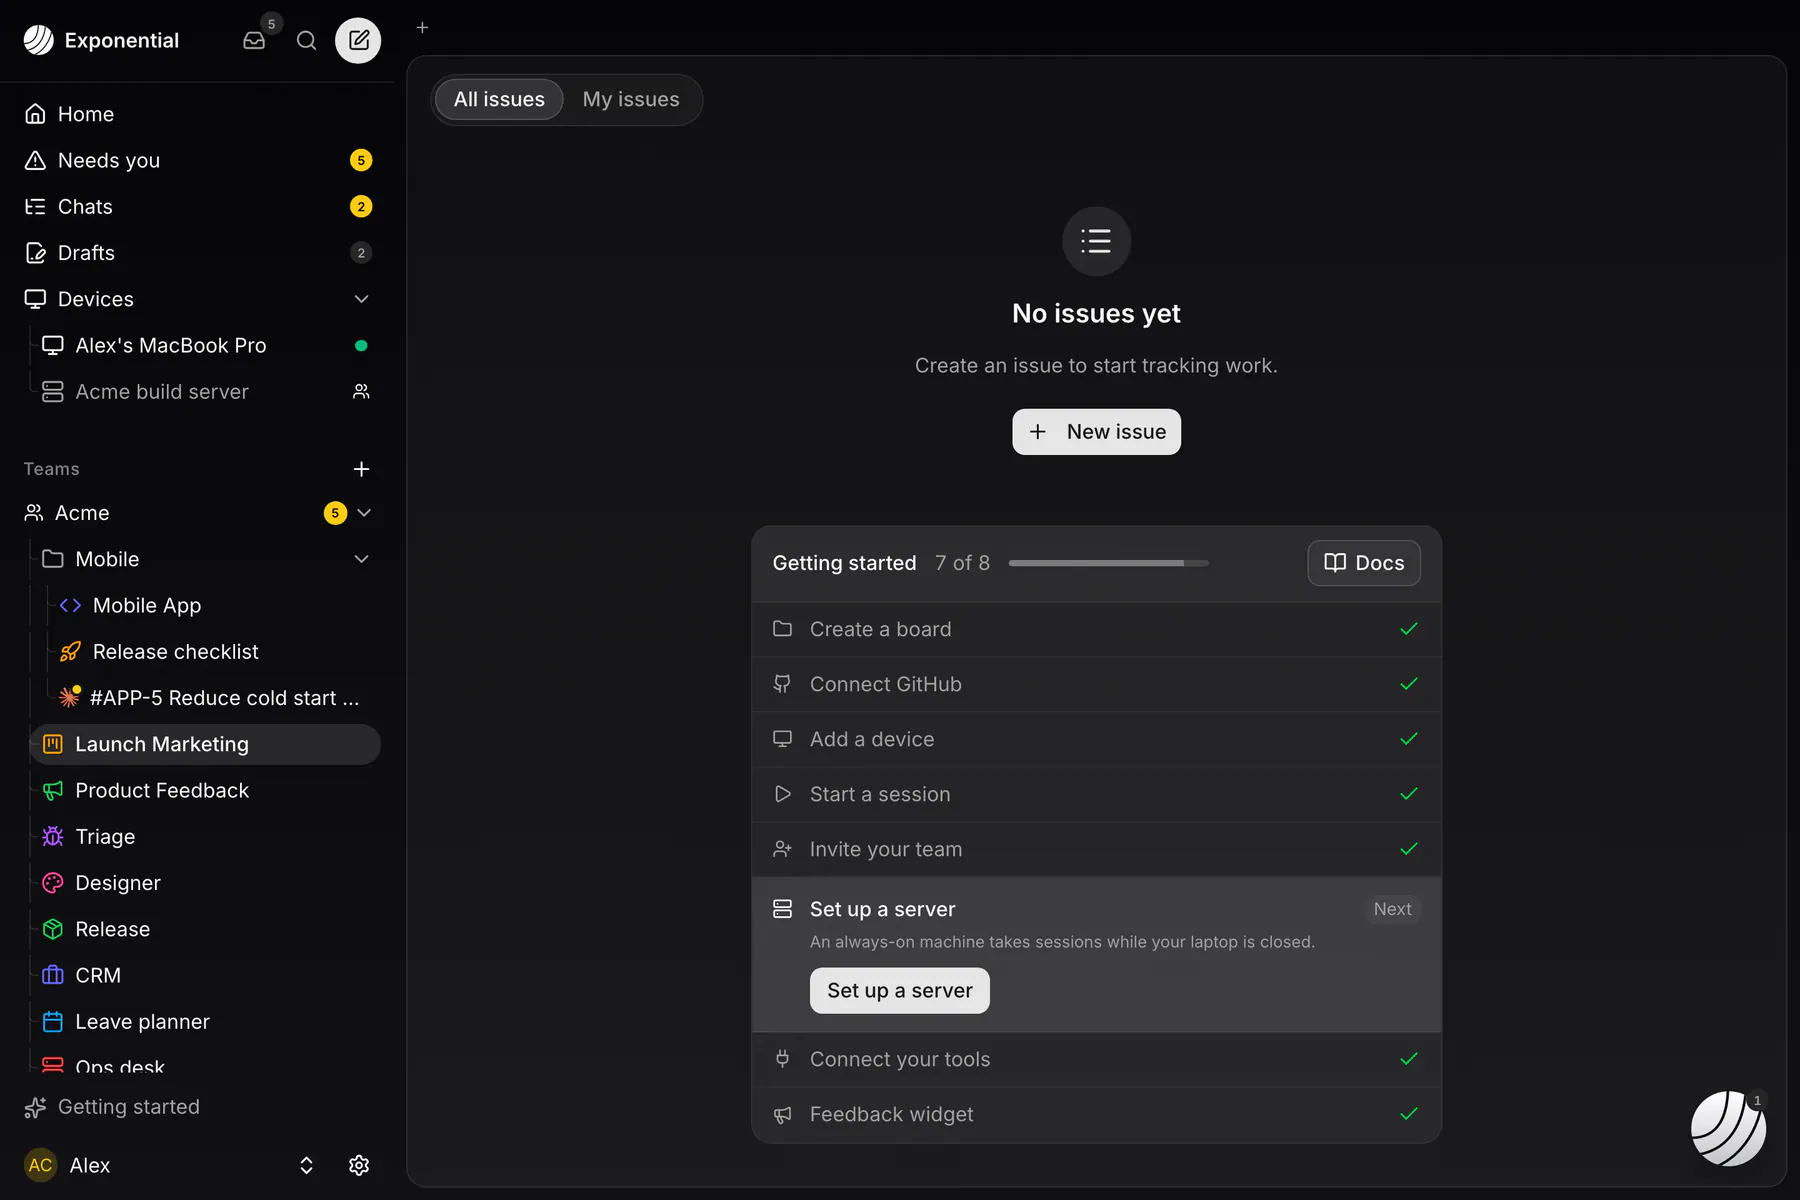 Exponential
5
Home
Needs you
5
Chats
2
Drafts
2
Devices
Alex's MacBook Pro
Acme build server
Teams
Acme
5
Mobile
Mobile App
Release checklist
#APP-5 Reduce cold start ...
Launch Marketing
Product Feedback
Triage
Designer
Release
CRM
Leave planner
Ops desk
Getting started
AC
Alex
All issues
My issues
No issues yet
Create an issue to start tracking work.
New issue
Getting started
7 of 8
Docs
Create a board
Connect GitHub
Add a device
Start a session
Invite your team
Set up a server
Next
An always-on machine takes sessions while your laptop is closed.
Set up a server
Connect your tools
Feedback widget
1